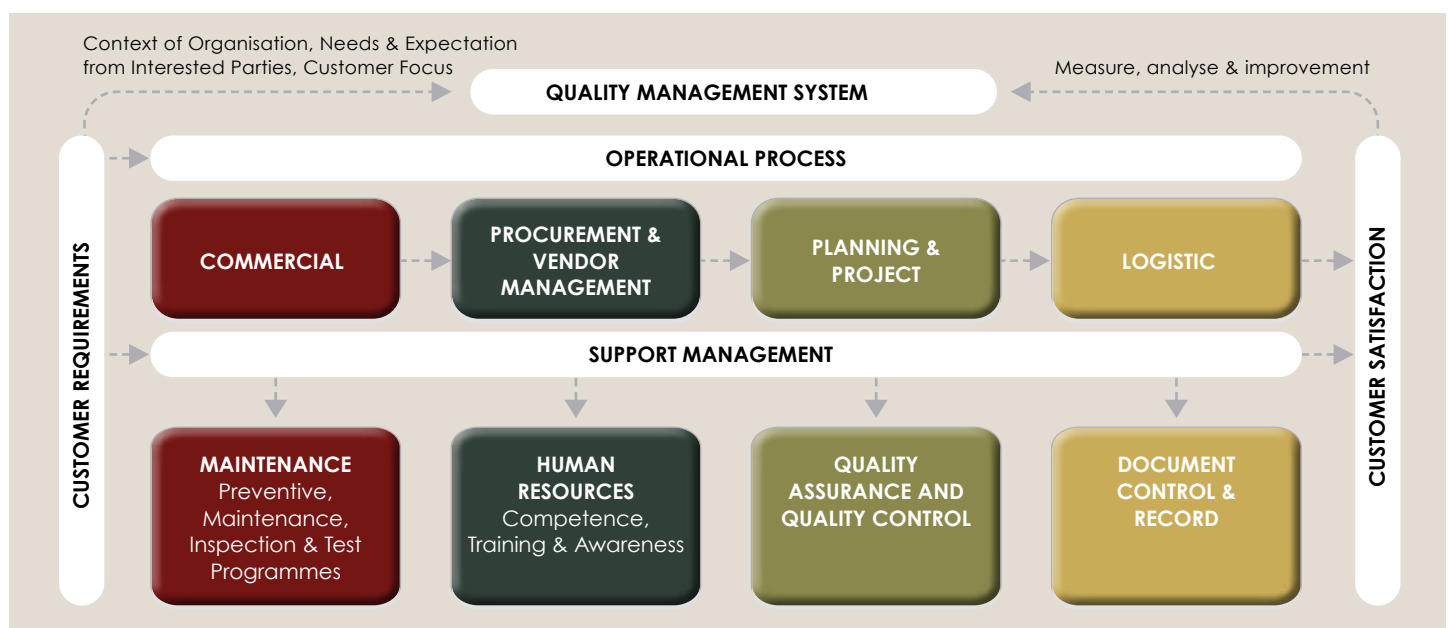 Context of Organisation, Needs & Expectation
from Interested Parties, Customer Focus
Measure, analyse & improvement
QUALITY MANAGEMENT SYSTEM
OPERATIONAL PROCESS
CUSTOMER REQUIREMENTS
COMMERCIAL
PROCUREMENT &
VENDOR
MANAGEMENT
PLANNING &
PROJECT
LOGISTIC
CUSTOMER SATISFACTION
SUPPORT MANAGEMENT
MAINTENANCE
Preventive,
Maintenance,
Inspection & Test
Programmes
HUMAN
RESOURCES
Competence,
Training & Awareness
QUALITY
ASSURANCE AND
QUALITY CONTROL
DOCUMENT
CONTROL &
RECORD